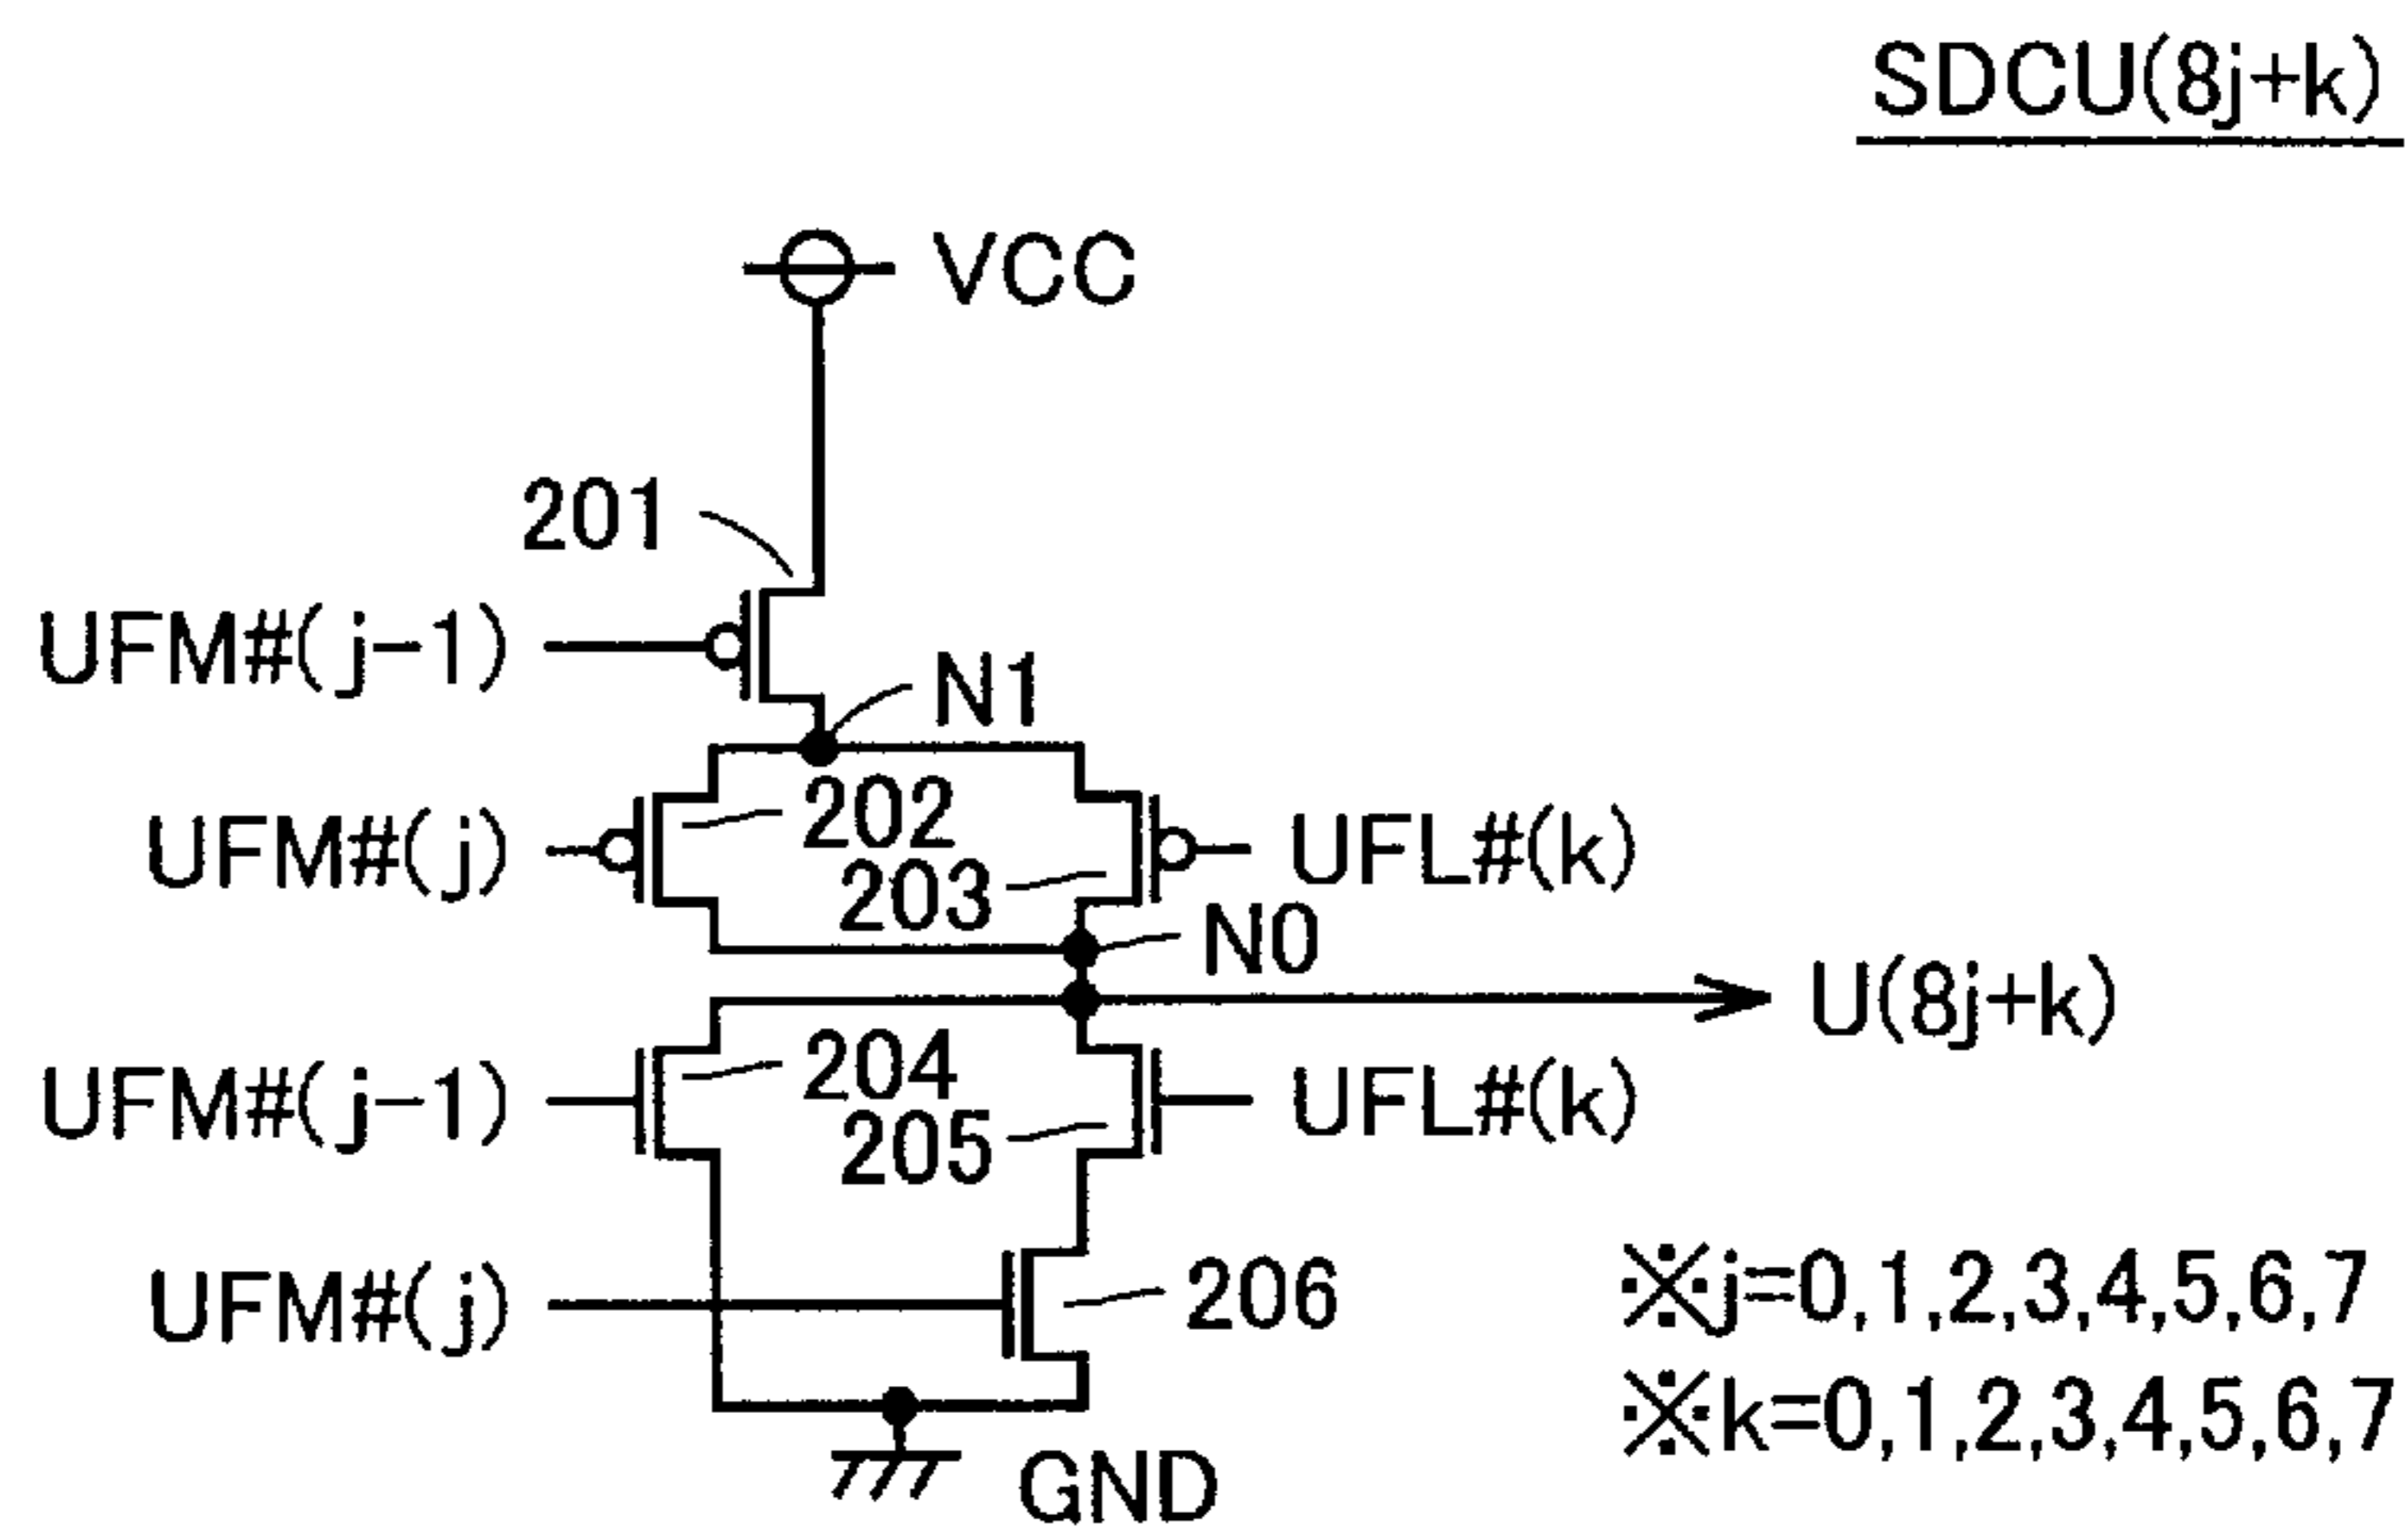 SDCU(8j+k)
VCC
201
UFM#(j-1)
N1
202
UFM#(j)
UFL#(k)
203
N0
U(8j+k)
204
UFM#(j-1)
UFL#(k)
205
UFM#(j)
206
※j=0,1,2,3,4,5,6,7
※k=0,1,2,3,4,5,6,7
GND